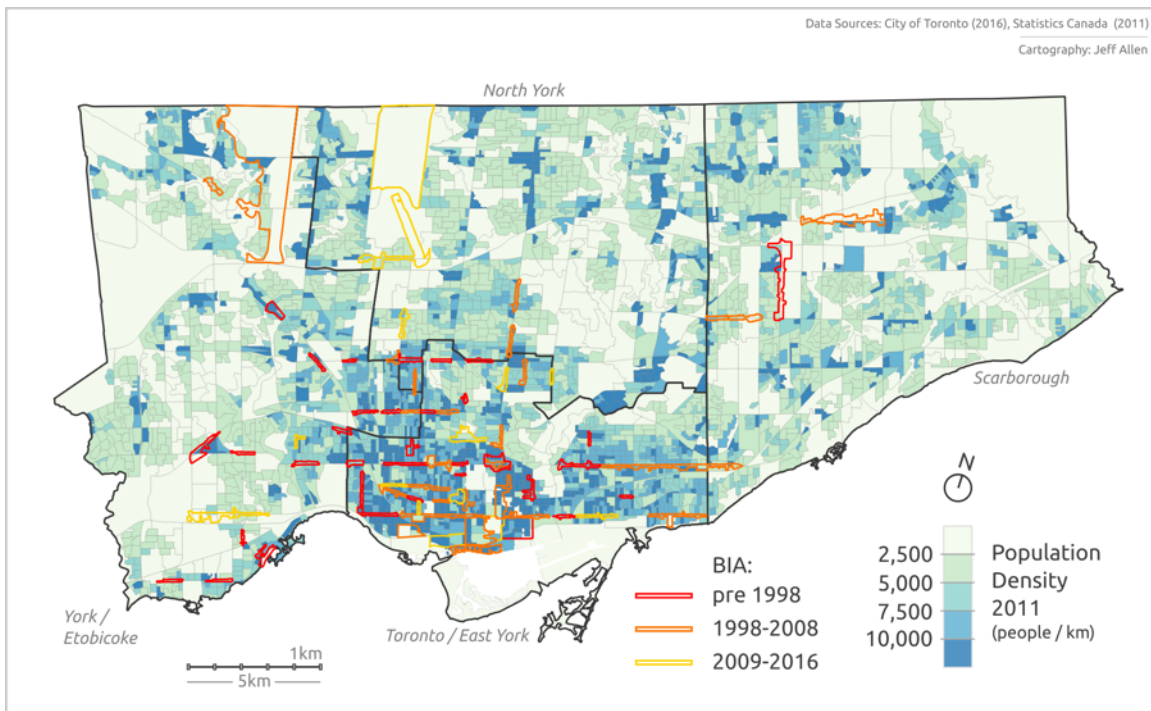 Data Sources: City of Toronto (2016), Statistics Canada (2011)
Cartography: Jeff Allen
North York
Scarborough
N
York /
Etobicoke
Toronto / East York
1km
5km
BIA:
pre 1998
1998-2008
2009-2016
2,500
5,000
7,500
10,000
Population
Density
2011
(people / km)